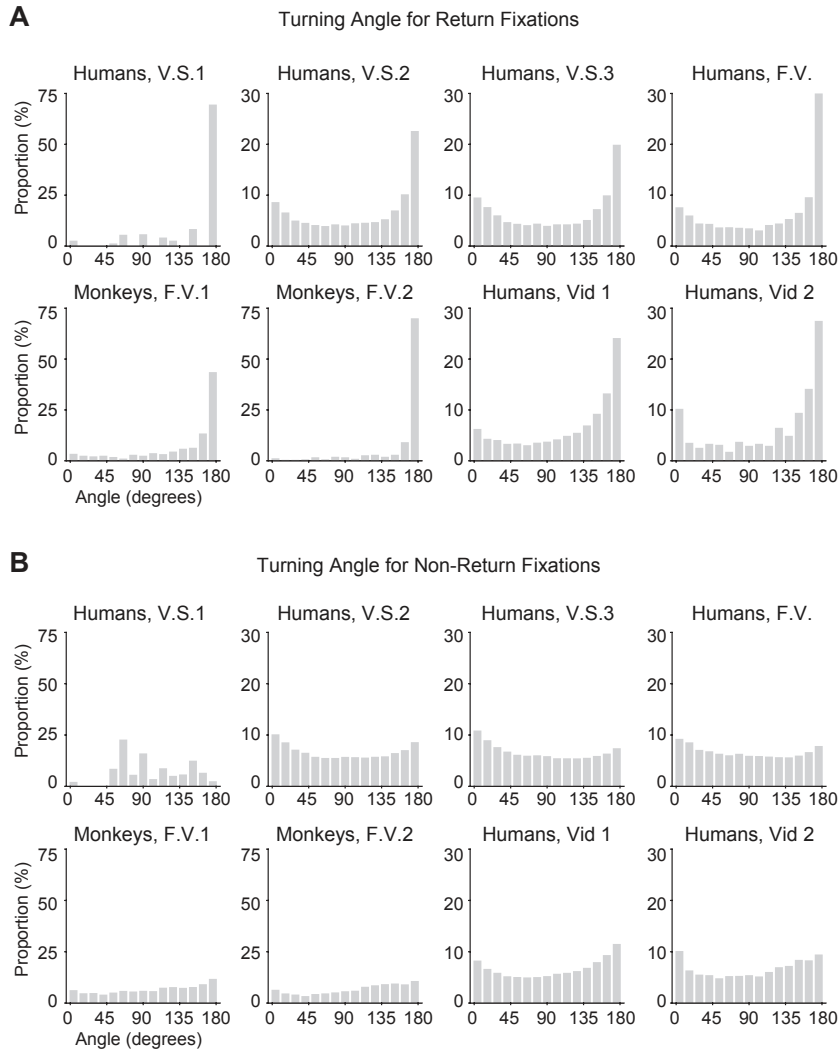 A
Turning Angle for Return Fixations
Humans, V.S.1
Humans, V.S.2
Humans, V.S.3
Humans, F.V.
Proportion (%)
75
50
25
0
0 45 90 135 180
30
20
10
0
0 45 90 135 180
30
20
10
0
0 45 90 135 180
30
20
10
0
0 45 90 135 180
Monkeys, F.V.1
Monkeys, F.V.2
Humans, Vid 1
Humans, Vid 2
Proportion (%)
75
50
25
0
0 45 90 135 180
Angle (degrees)
75
50
25
0
0 45 90 135 180
30
20
10
0
0 45 90 135 180
30
20
10
0
0 45 90 135 180
B
Turning Angle for Non-Return Fixations
Humans, V.S.1
Humans, V.S.2
Humans, V.S.3
Humans, F.V.
Proportion (%)
75
50
25
0
0 45 90 135 180
30
20
10
0
0 45 90 135 180
30
20
10
0
0 45 90 135 180
30
20
10
0
0 45 90 135 180
Monkeys, F.V.1
Monkeys, F.V.2
Humans, Vid 1
Humans, Vid 2
Proportion (%)
75
50
25
0
0 45 90 135 180
Angle (degrees)
75
50
25
0
0 45 90 135 180
30
20
10
0
0 45 90 135 180
30
20
10
0
0 45 90 135 180